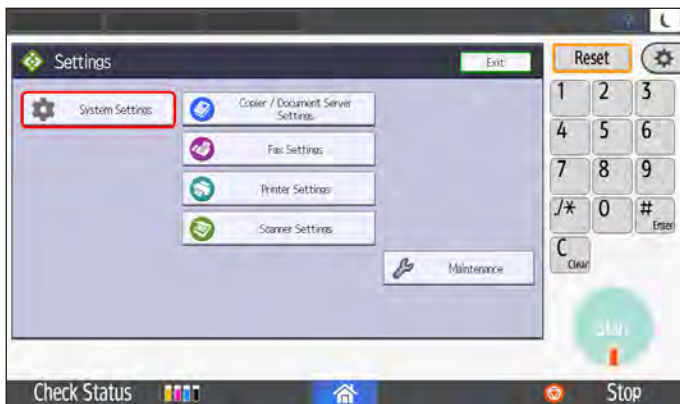 Settings
Exit
System Settings
Copier / Document Server
Settings
Fax Settings
Printer Settings
Scanner Settings
Maintenance
Reset
1 2 3
4 5 6
7 8 9
./* 0 # Enter
C Clear
Start
Check Status
Stop